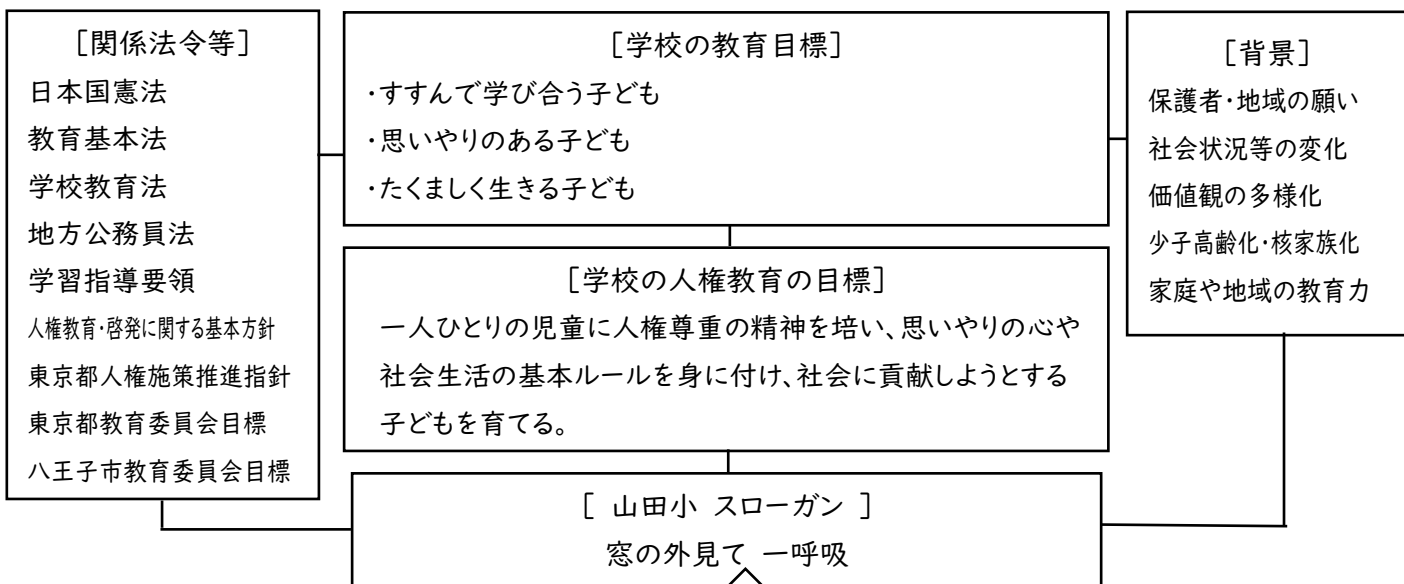 [関係法令等]
日本国憲法
教育基本法
学校教育法
地方公務員法
学習指導要領
人権教育・啓発に関する基本方針
東京都人権施策推進指針
東京都教育委員会目標
八王子市教育委員会目標
[学校の教育目標]
・すすんで学び合う子ども
・思いやりのある子ども
・たくましく生きる子ども
[学校の人権教育の目標]
一人ひとりの児童に人権尊重の精神を培い、思いやりの心や
社会生活の基本ルールを身に付け、社会に貢献しようとする
子どもを育てる。
[背景]
保護者・地域の願い
社会状況等の変化
価値観の多様化
少子高齢化・核家族化
家庭や地域の教育力
[ 山田小 スローガン ]
窓の外見て 一呼吸